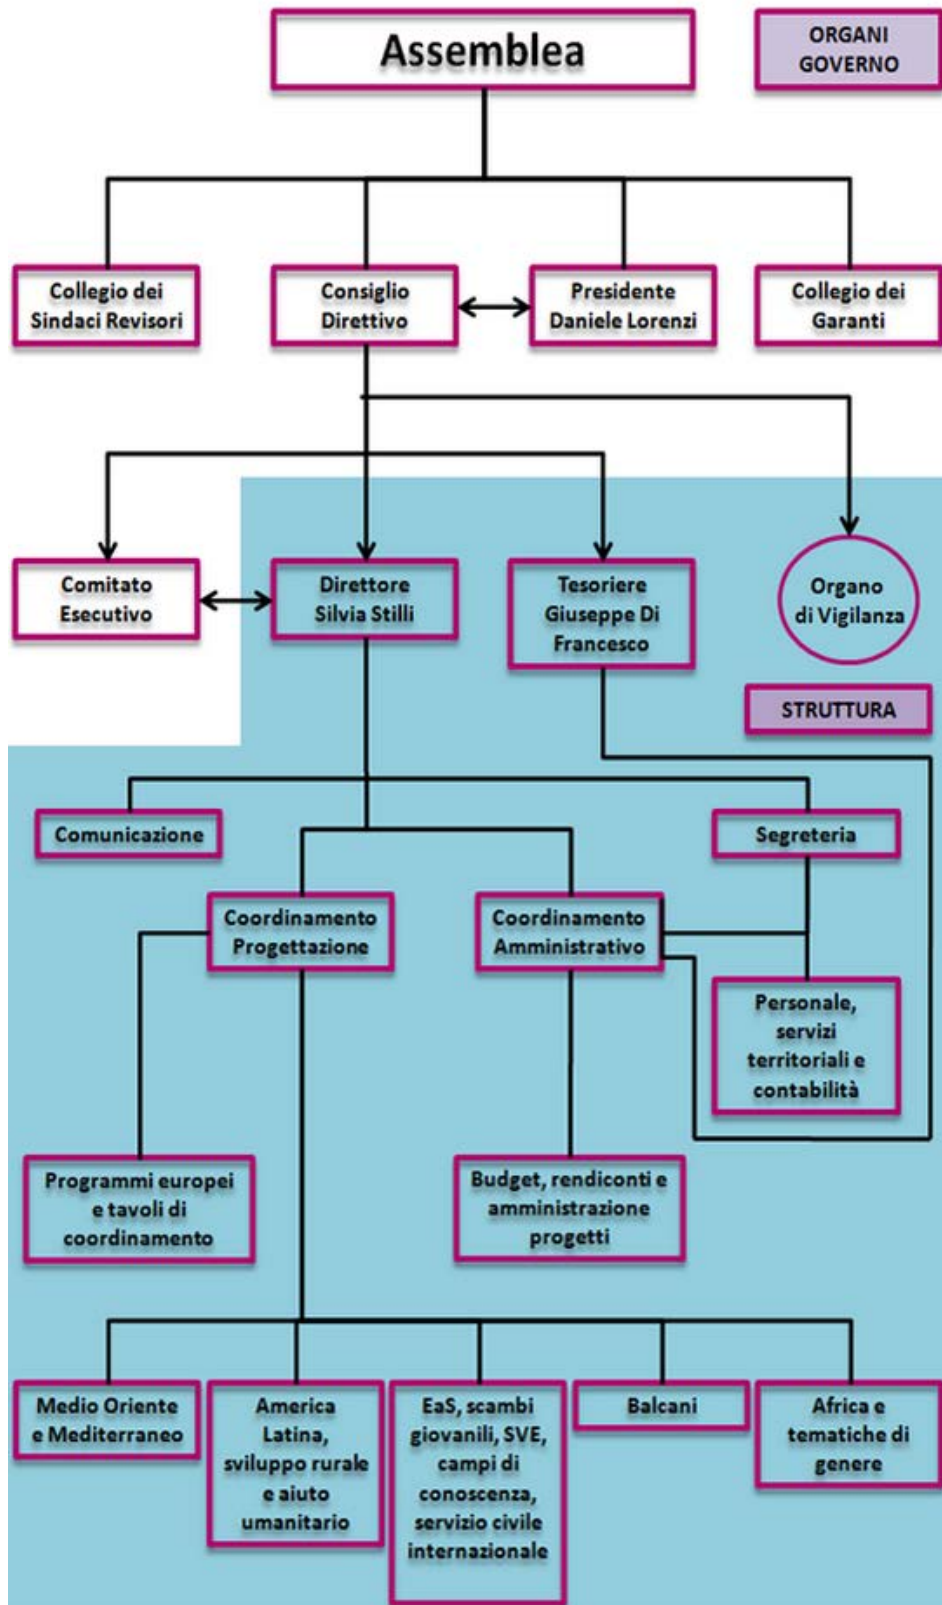 Assemblea
ORGANI
GOVERNO
Collegio dei
Sindaci Revisori
Consiglio
Direttivo
Presidente
Daniele Lorenzi
Collegio dei
Garanti
Comitato
Esecutivo
Direttore
Silvia Stilli
Tesoriere
Giuseppe Di
Francesco
Organo
di Vigilanza
STRUTTURA
Comunicazione
Segreteria
Coordinamento
Progettazione
Coordinamento
Amministrativo
Personale,
servizi
territoriali e
contabilità
Programmi europei
e tavoli di
coordinamento
Budget, rendiconti e
amministrazione
progetti
Medio Oriente
e Mediterraneo
America
Latina,
sviluppo rurale
e aiuto
umanitario
EaS, scambi
giovanili, SVE,
campi di
conoscenza,
servizio civile
internazionale
Balcani
Africa e
tematiche di
genere